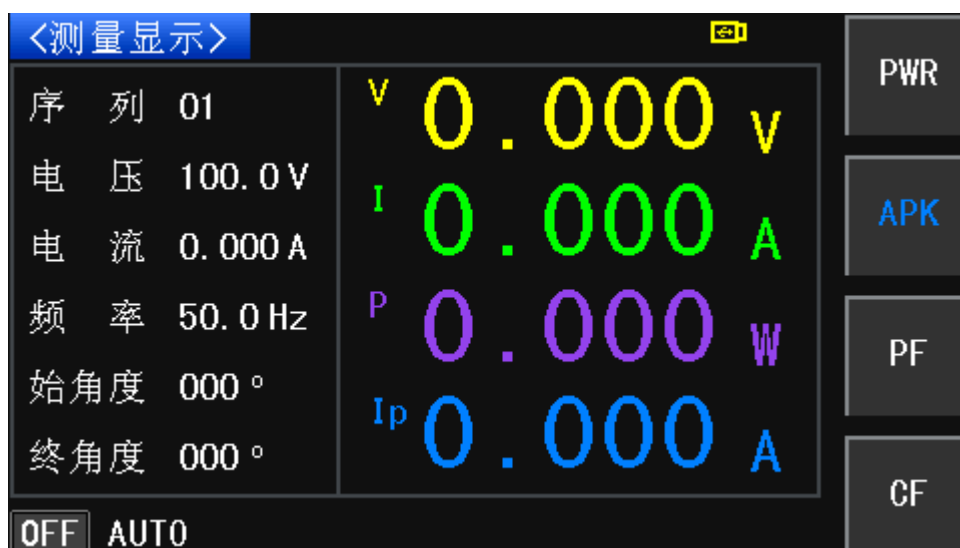 <测量显示>
序 列 01
电 压 100.0 V
电 流 0.000 A
频 率 50.0 Hz
始角度 000 °
终角度 000 °
V 0.000 V
I 0.000 A
P 0.000 W
Ip 0.000 A
PWR
APK
PF
CF
OFF AUTO